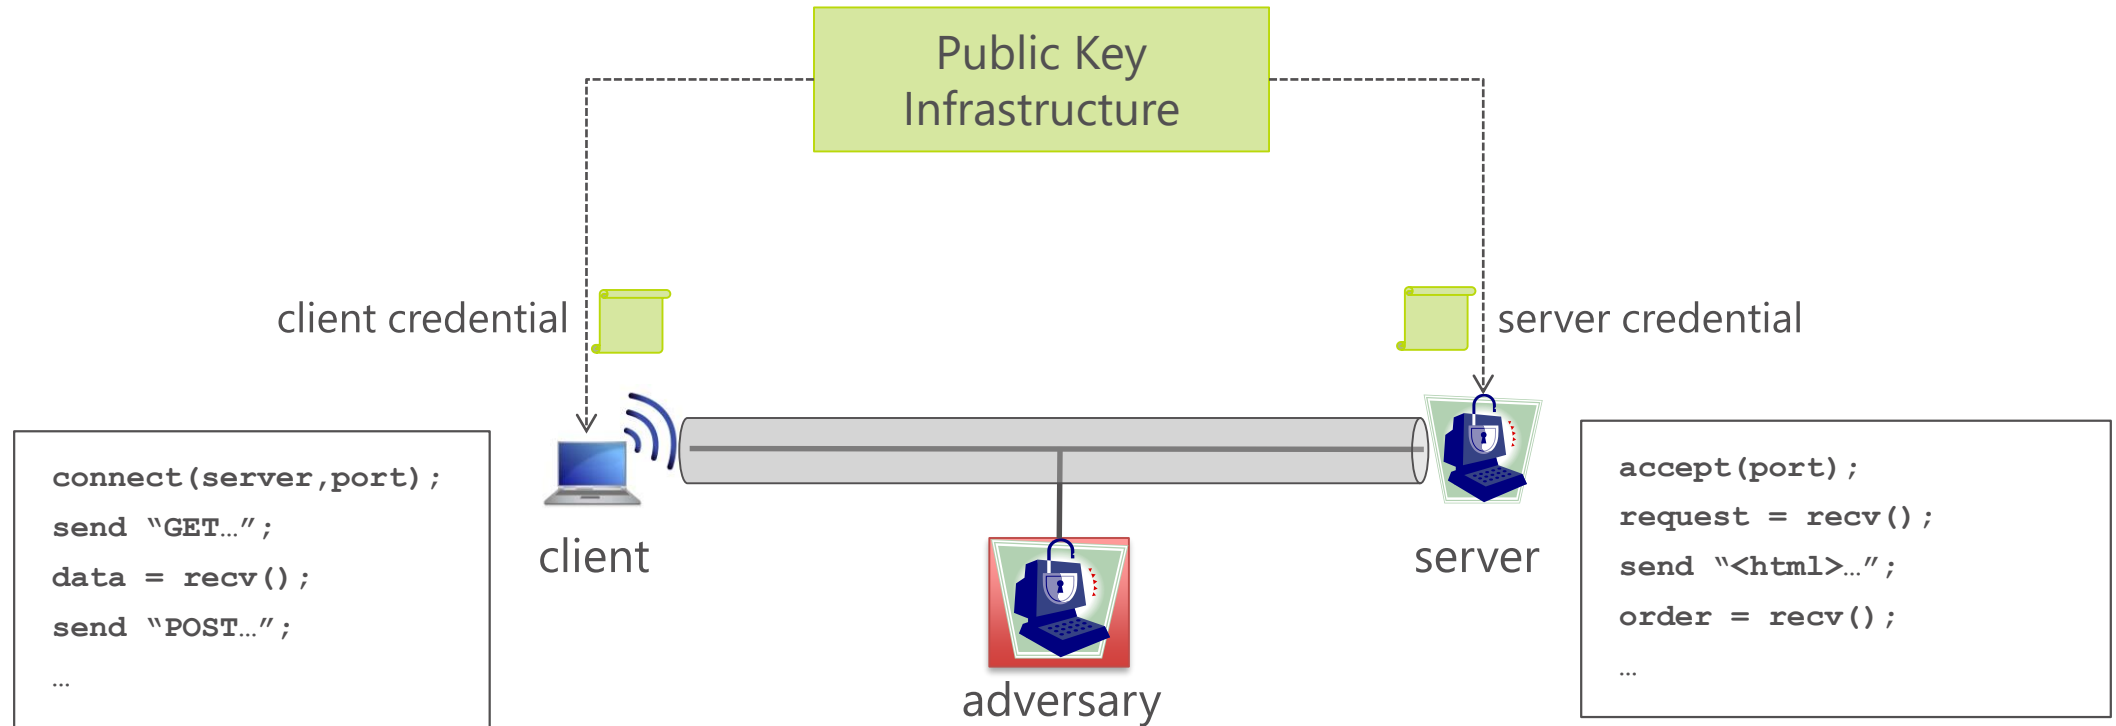 Public Key
Infrastructure
client credential
server credential
connect(server,port);
send “GET…”;
data = recv();
send “POST…”;
…
client
server
adversary
accept(port);
request = recv();
send “<html>…”;
order = recv();
…